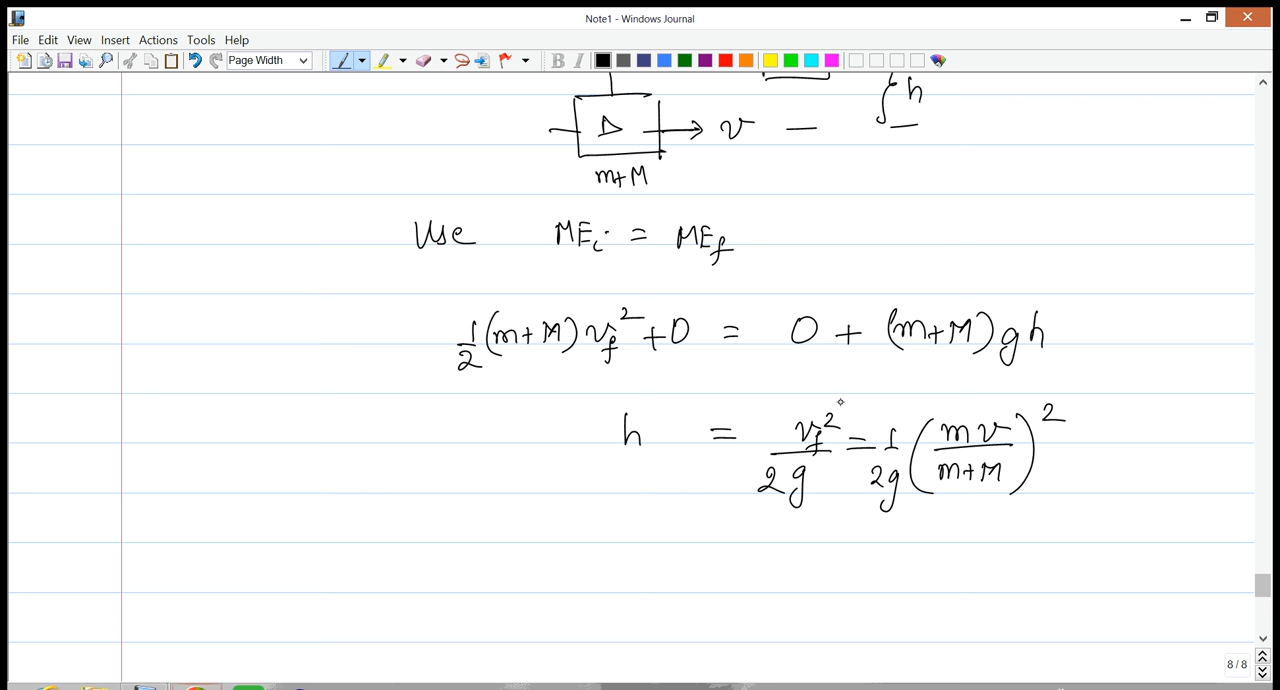 Note1 - Windows Journal
File Edit View Insert Actions Tools Help
Page Width
B I
h
v
m+M
Use MEi = MEf
1/2 (m+M) vf² + 0 = 0 + (m+M) gh
h = vf²/2g = 1/2g (mv/m+M)²
8 / 8